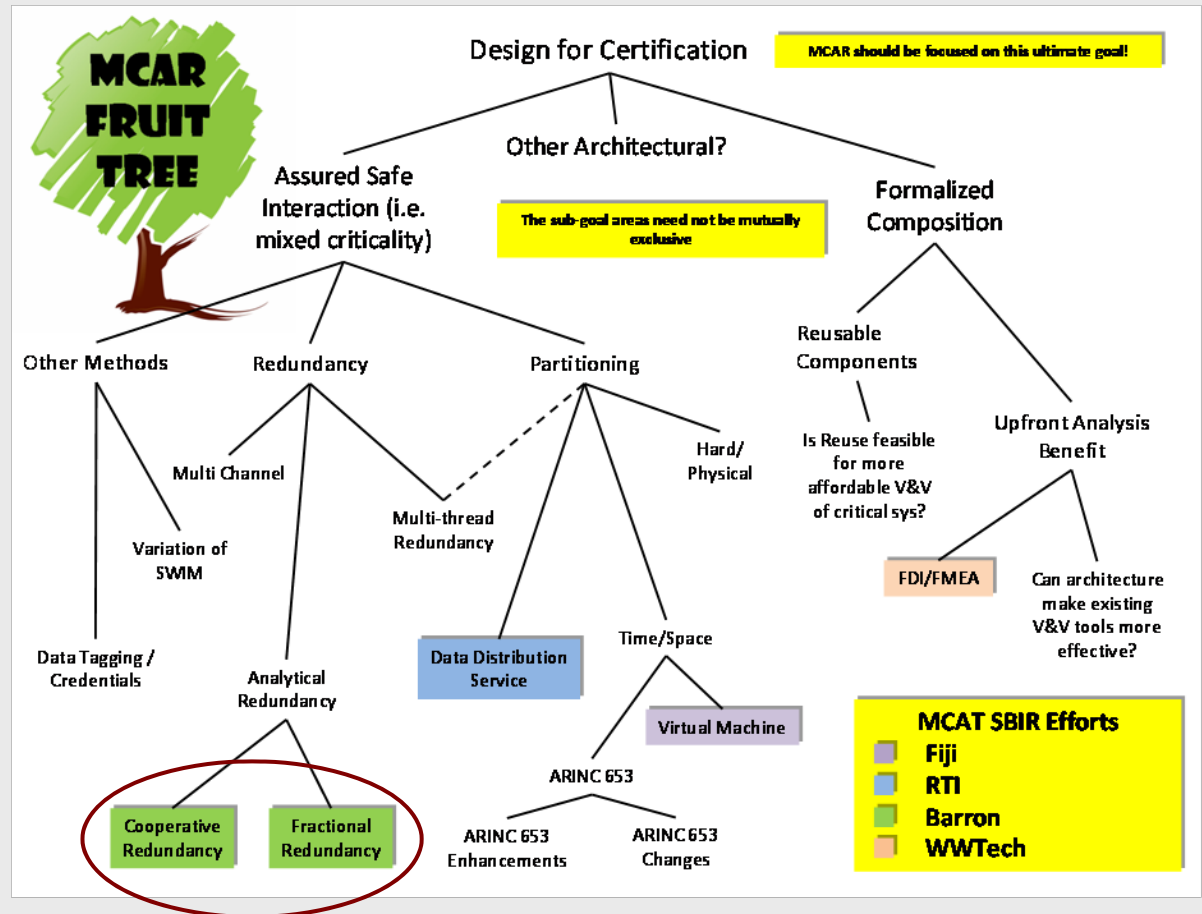 MCAR
FRUIT
TREE
Design for Certification
MCAR should be focused on this ultimate goal!
Other Architectural?
Assured Safe
Interaction (i.e.
mixed criticality)
The sub-goal areas need not be mutually
exclusive
Formalized
Composition
Other Methods
Redundancy
Partitioning
Reusable
Components
Upfront Analysis
Benefit
Multi Channel
Hard/
Physical
Is Reuse feasible
for more
affordable V&V
of critical sys?
Multi-thread
Redundancy
Variation of
SWIM
FDI/FMEA
Can architecture
make existing
V&V tools more
effective?
Data Tagging /
Credentials
Analytical
Redundancy
Data Distribution
Service
Time/Space
Virtual Machine
ARINC 653
Cooperative
Redundancy
Fractional
Redundancy
ARINC 653
Enhancements
ARINC 653
Changes
MCAT SBIR Efforts
Fiji
RTI
Barron
WWTech